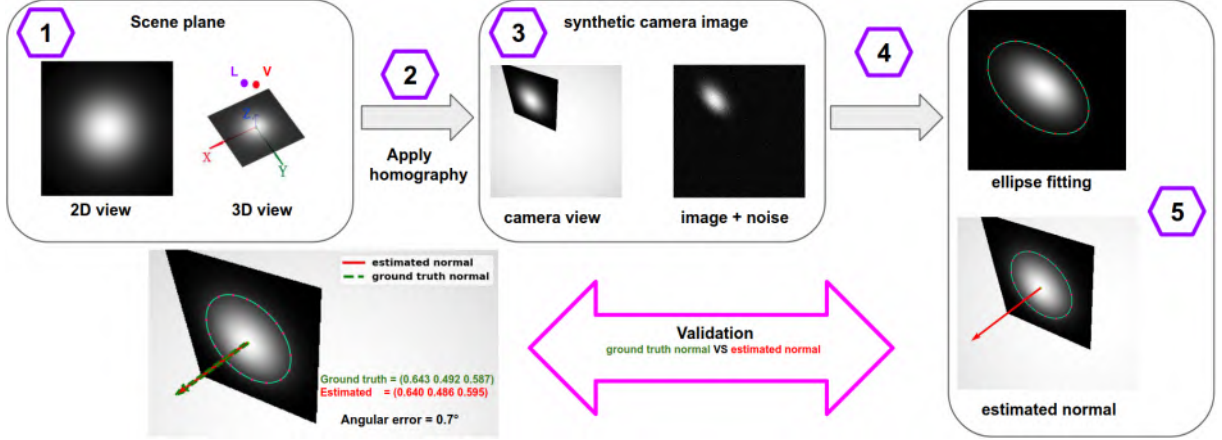 1
Scene plane
L V
Z
X
Y
2D view
3D view
2
Apply
homography
3
synthetic camera image
camera view
image + noise
4
ellipse fitting
5
estimated normal
Validation
ground truth normal VS estimated normal
estimated normal
ground truth normal
Ground truth = (0.643 0.492 0.587)
Estimated = (0.640 0.486 0.595)
Angular error = 0.7°